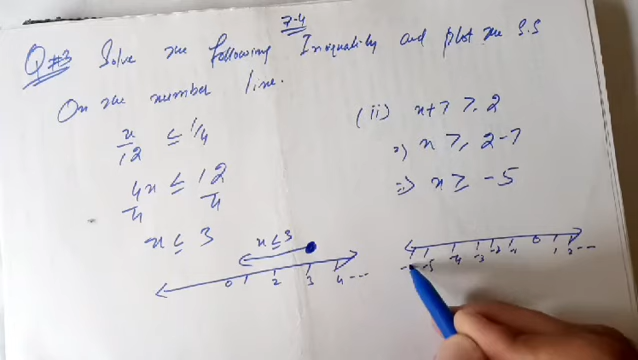 7.4
Q#3 Solve the following Inequality and plot the S.S
On the number line.
x/12 ≤ 1/4
4x/4 ≤ 12/4
x ≤ 3
x ≤ 3
0 2 3 4 ---
(ii) x+7 ≥ 2
⇒) x ≥ 2-7
⇒ x ≥ -5
-5 -4 -3 -2 -1 0 1 2 ---